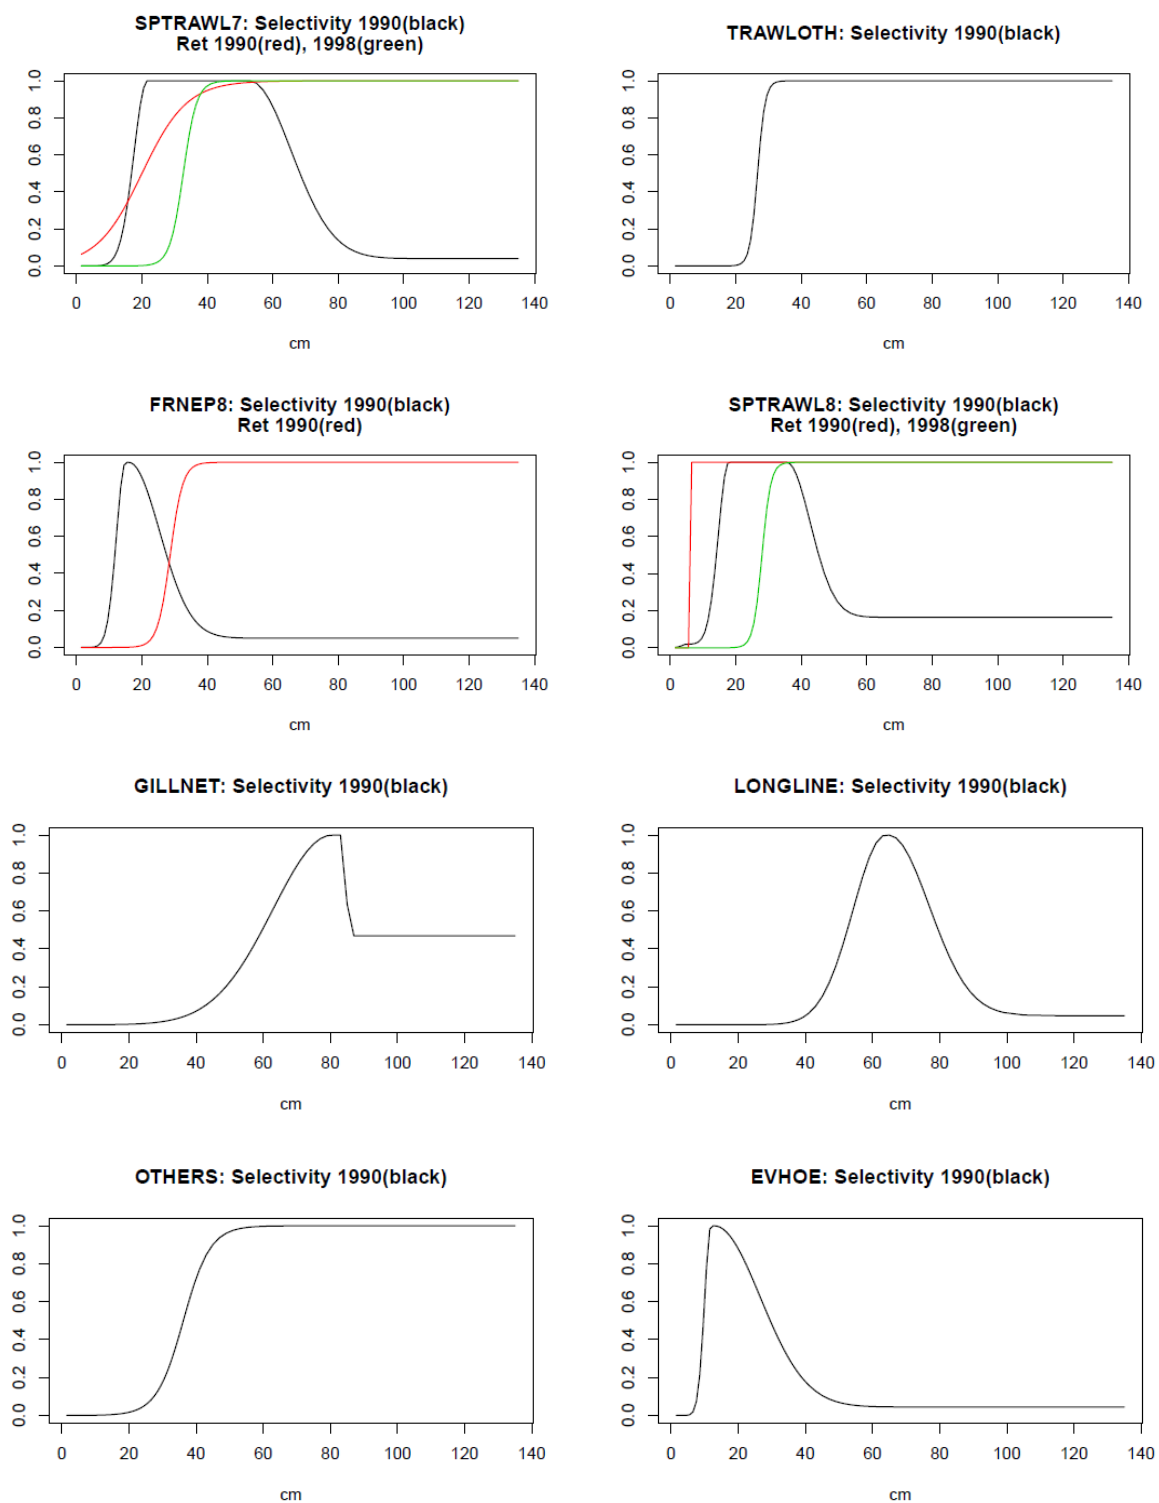 SPTRAWL7: Selectivity 1990(black)
Ret 1990(red), 1998(green)
0.0 0.2 0.4 0.6 0.8 1.0
0 20 40 60 80 100 120 140
cm
TRAWLOTH: Selectivity 1990(black)
0.0 0.2 0.4 0.6 0.8 1.0
0 20 40 60 80 100 120 140
cm
FRNEP8: Selectivity 1990(black)
Ret 1990(red)
0.0 0.2 0.4 0.6 0.8 1.0
0 20 40 60 80 100 120 140
cm
SPTRAWL8: Selectivity 1990(black)
Ret 1990(red), 1998(green)
0.0 0.2 0.4 0.6 0.8 1.0
0 20 40 60 80 100 120 140
cm
GILLNET: Selectivity 1990(black)
0.0 0.2 0.4 0.6 0.8 1.0
0 20 40 60 80 100 120 140
cm
LONGLINE: Selectivity 1990(black)
0.0 0.2 0.4 0.6 0.8 1.0
0 20 40 60 80 100 120 140
cm
OTHERS: Selectivity 1990(black)
0.0 0.2 0.4 0.6 0.8 1.0
0 20 40 60 80 100 120 140
cm
EVHOE: Selectivity 1990(black)
0.0 0.2 0.4 0.6 0.8 1.0
0 20 40 60 80 100 120 140
cm